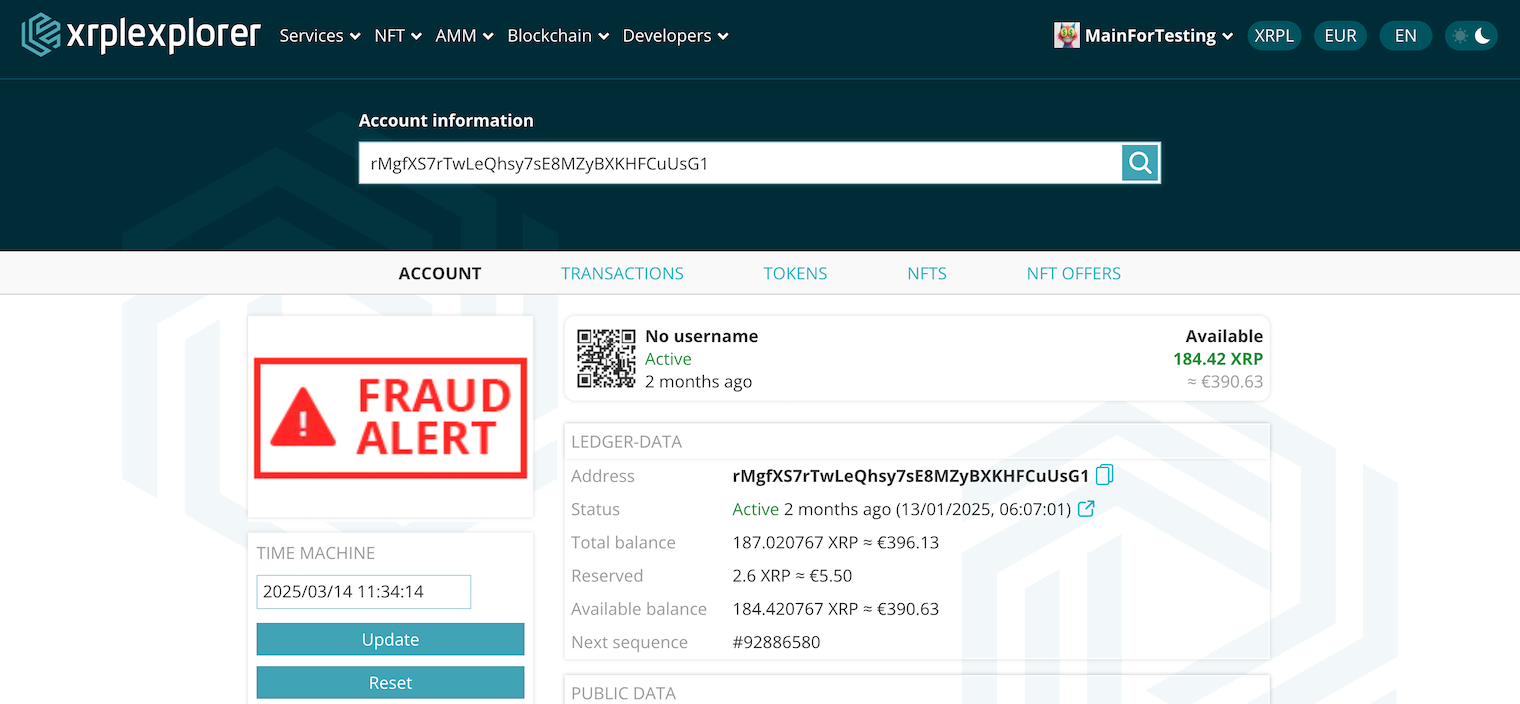 xrplexplorer Services NFT AMM Blockchain Developers MainForTesting XRPL EUR EN
Account information
rMgfXS7rTwLeQhsy7sE8MZyBXKHFCuUsG1
ACCOUNT TRANSACTIONS TOKENS NFTS NFT OFFERS
FRAUD
ALERT
TIME MACHINE
2025/03/14 11:34:14
Update
Reset
No username
Active
2 months ago
Available
184.42 XRP
≈ €390.63
LEDGER-DATA
Address rMgfXS7rTwLeQhsy7sE8MZyBXKHFCuUsG1
Status Active 2 months ago (13/01/2025, 06:07:01)
Total balance 187.020767 XRP ≈ €396.13
Reserved 2.6 XRP ≈ €5.50
Available balance 184.420767 XRP ≈ €390.63
Next sequence #92886580
PUBLIC DATA